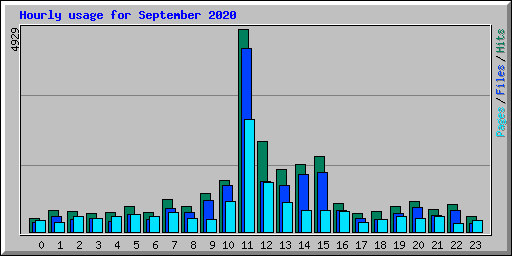 Hourly usage for September 2020
4929
Pages/Files/Hits
0 1 2 3 4 5 6 7 8 9 10 11 12 13 14 15 16 17 18 19 20 21 22 23